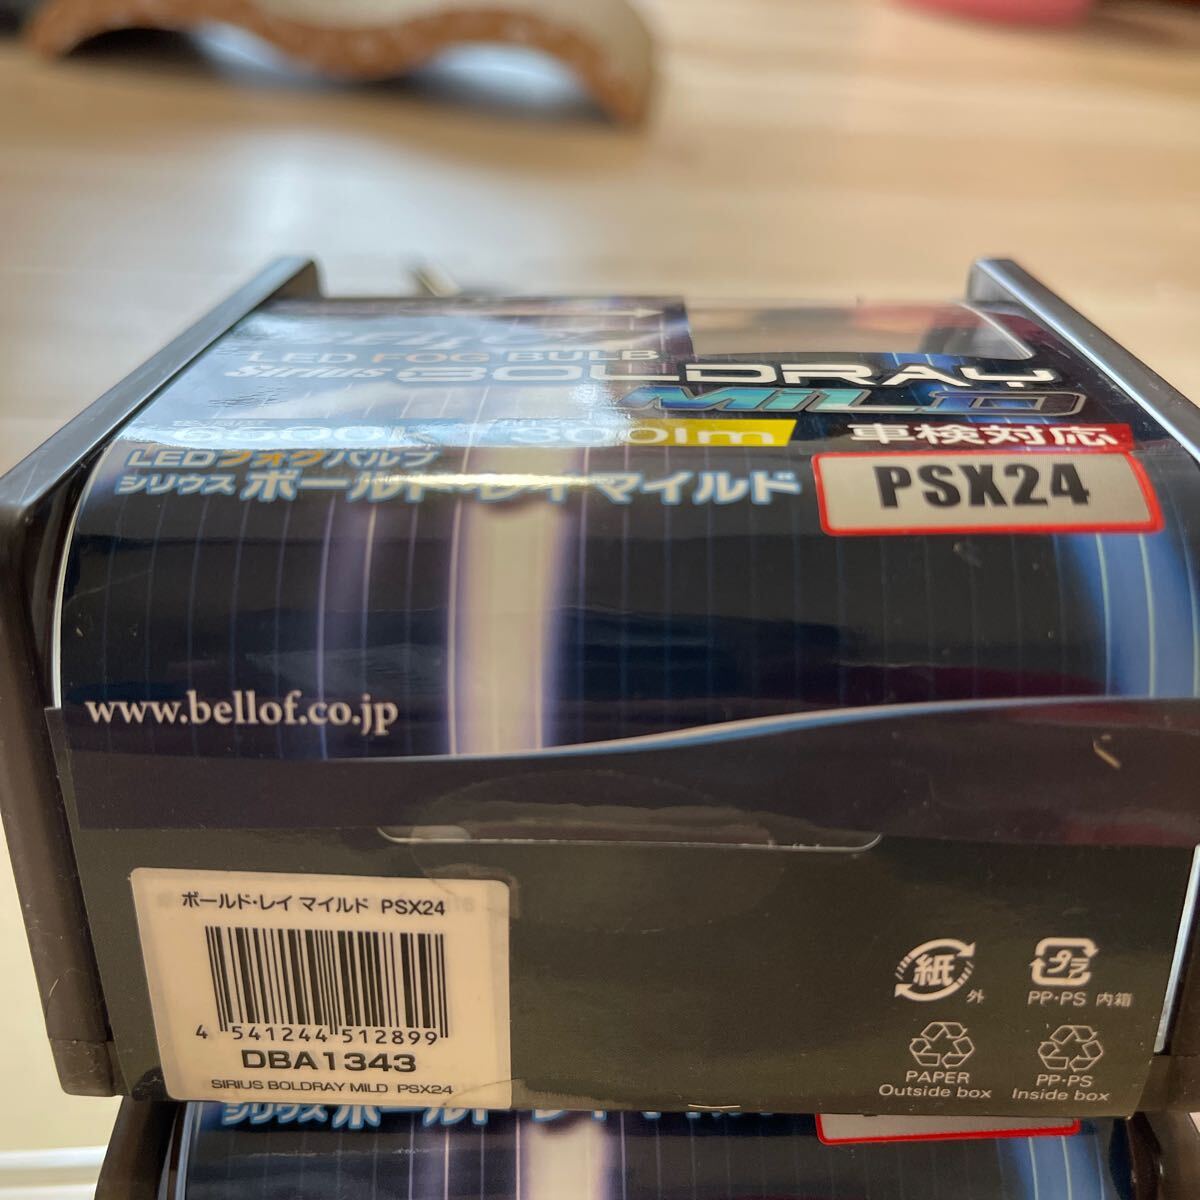 LED FOG BULB
Sirius BOLDRAY
MILD
300lm 車検対応
LEDフォグバルブ
シリウス ボールド・レイ マイルド PSX24
www.bellof.co.jp
ボールド・レイ マイルド PSX24
4 541244 512899
DBA1343
SIRIUS BOLDRAY MILD PSX24
紙 外
プラ
PP・PS 内箱
PAPER
Outside box
PP・PS
Inside box
シリウス ボールド・レイ マイルド